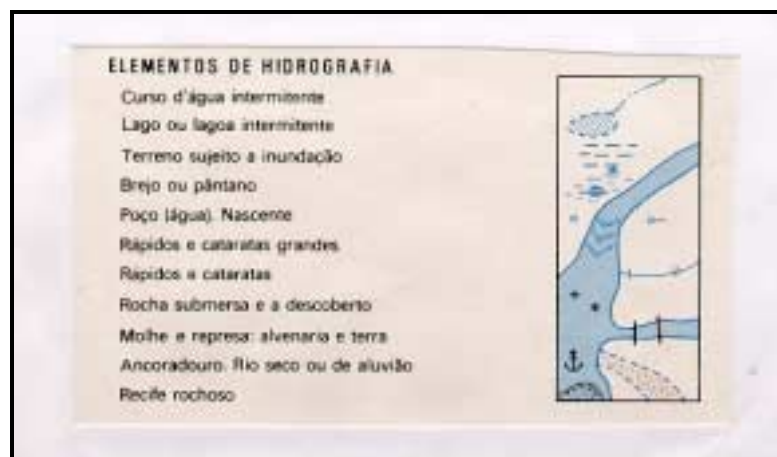 ELEMENTOS DE HIDROGRAFIA
Curso d'água intermitente
Lago ou lagoa intermitente
Terreno sujeito a inundação
Brejo ou pântano
Poço (água). Nascente
Rápidos e cataratas grandes
Rápidos e cataratas
Rocha submersa e a descoberto
Molhe e represa: alvenaria e terra
Ancoradouro. Rio seco ou de aluvião
Recife rochoso